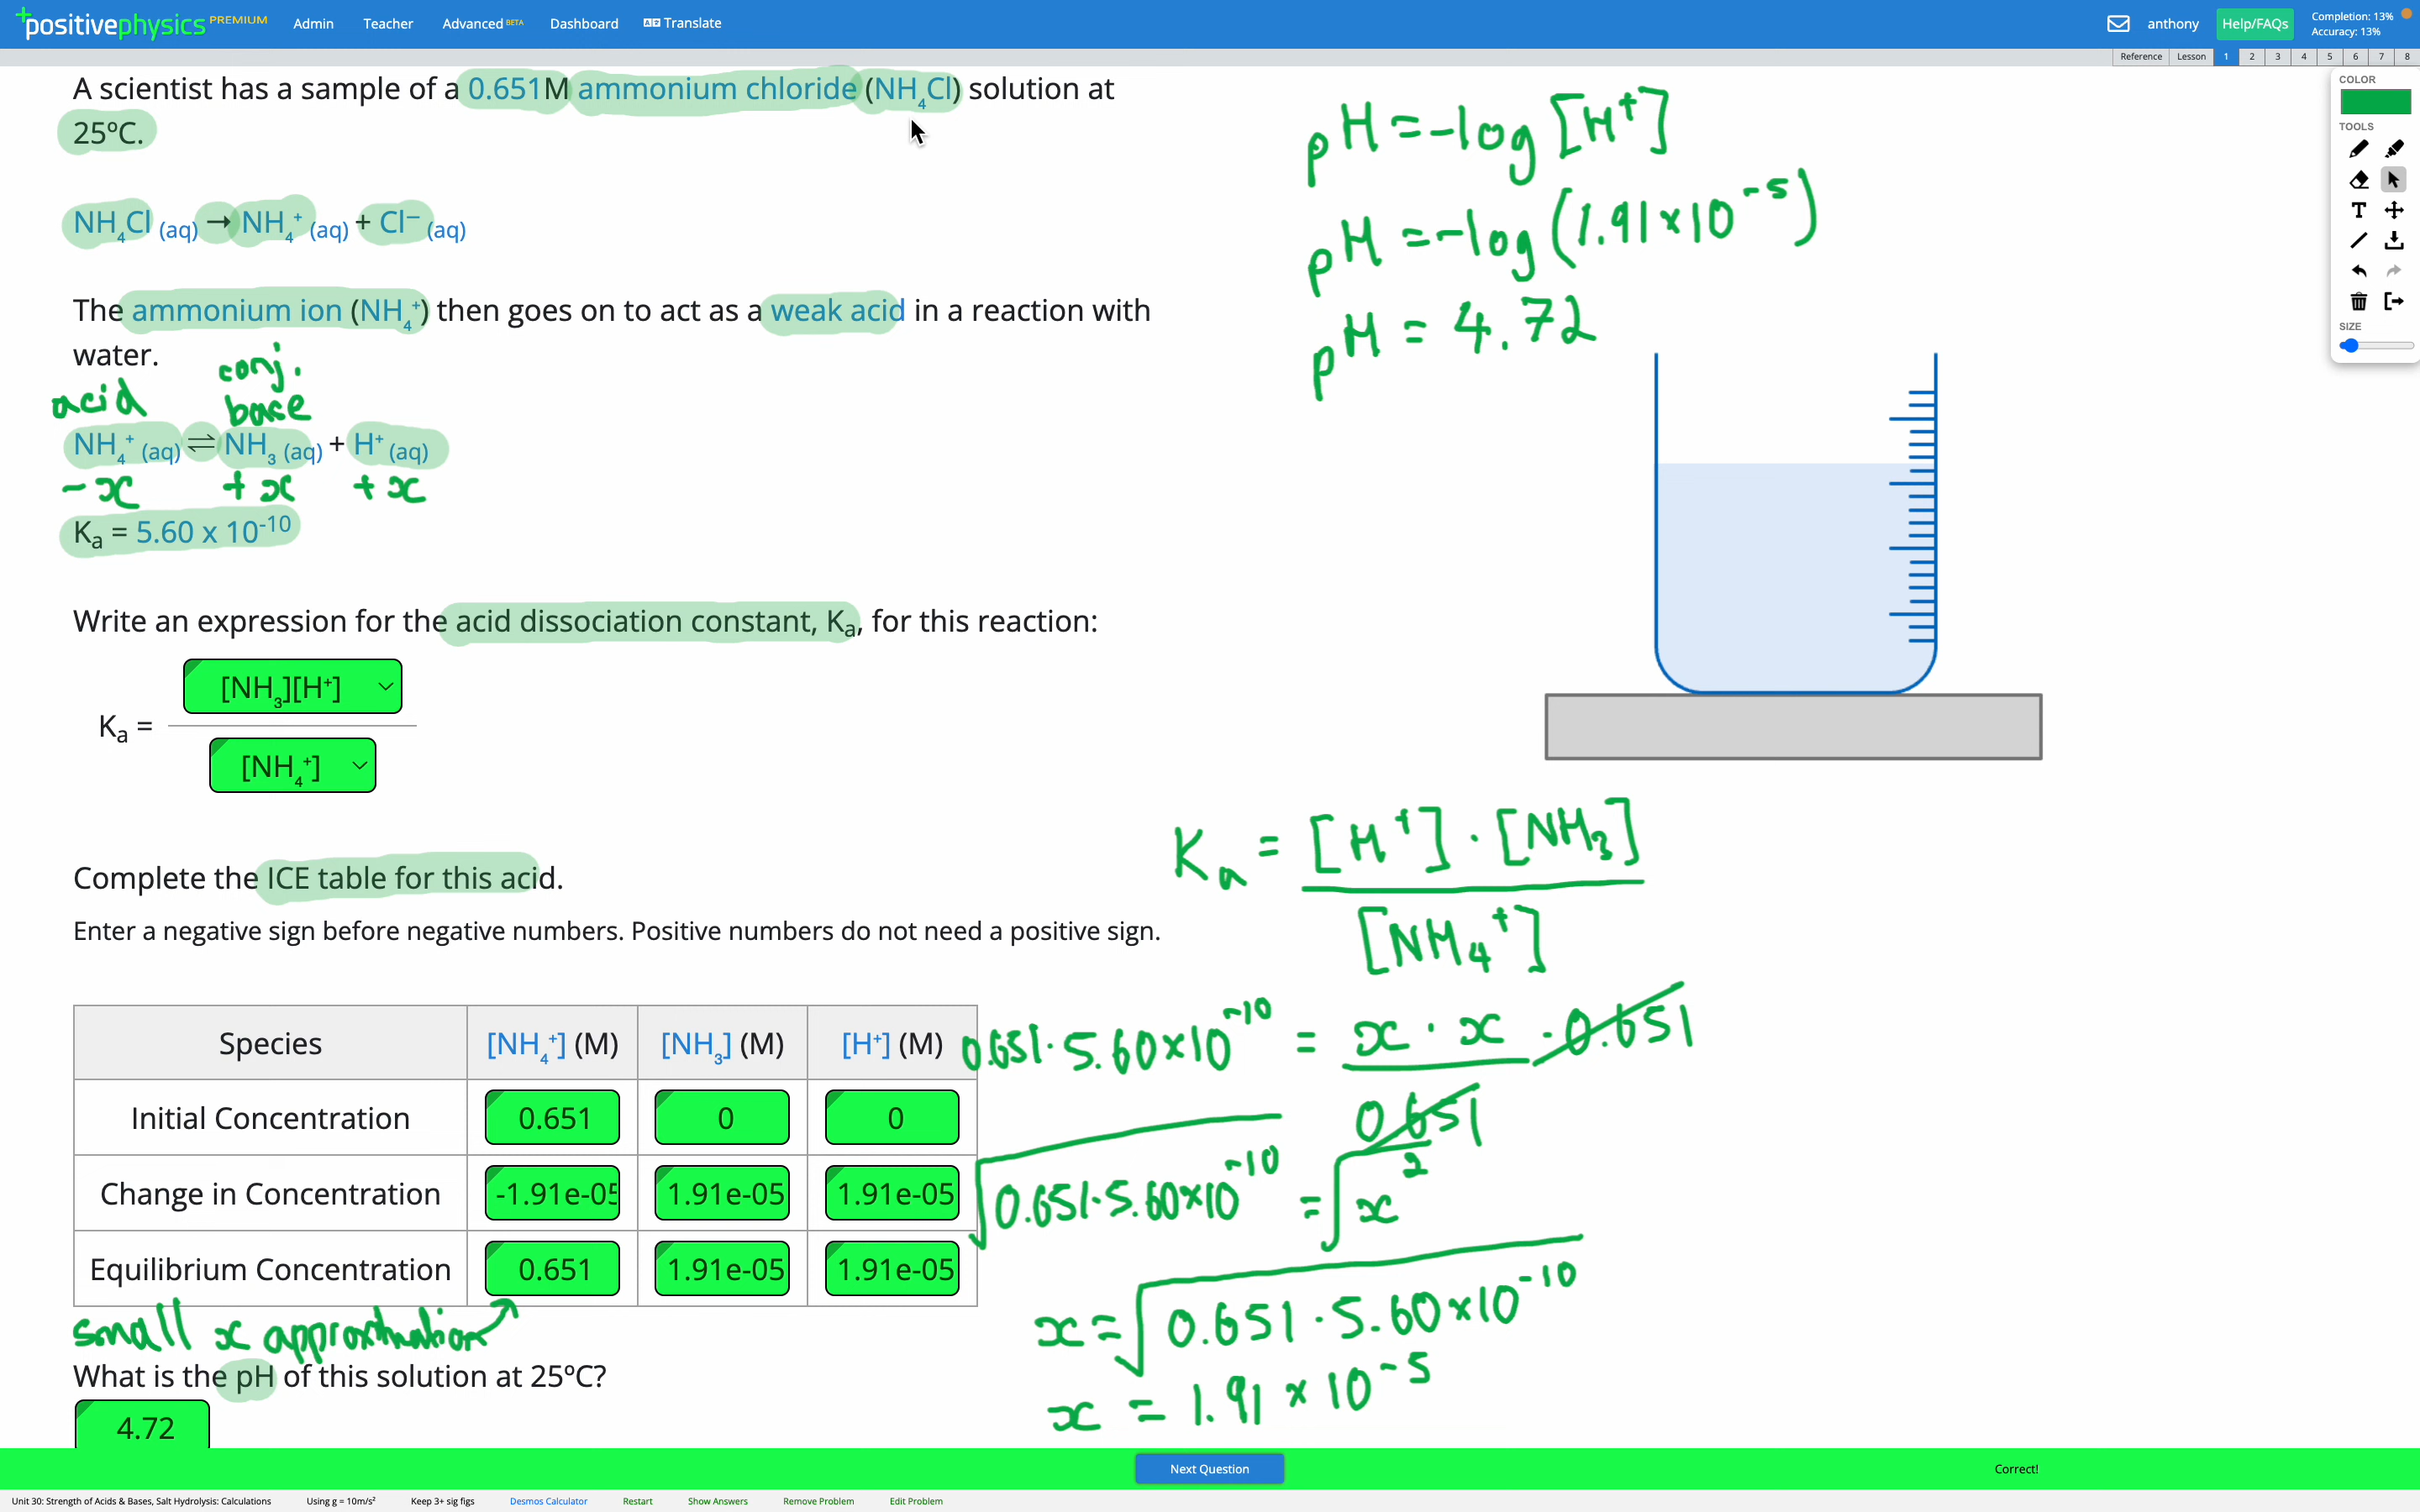 +positivephysics PREMIUM Admin Teacher Advanced BETA Dashboard Translate anthony Help/FAQs Completion: 13%
Accuracy: 13%
Reference Lesson 1 2 3 4 5 6 7 8
COLOR
TOOLS
T
SIZE
A scientist has a sample of a 0.651M ammonium chloride (NH₄Cl) solution at
25°C.
NH₄Cl (aq) → NH₄⁺ (aq) + Cl⁻ (aq)
The ammonium ion (NH₄⁺) then goes on to act as a weak acid in a reaction with
water.
acid conj. base
NH₄⁺ (aq) ⇌ NH₃ (aq) + H⁺ (aq)
-x +x +x
Kₐ = 5.60 x 10⁻¹⁰
Write an expression for the acid dissociation constant, Kₐ, for this reaction:
[NH₃][H⁺]
Kₐ =
[NH₄⁺]
Complete the ICE table for this acid.
Enter a negative sign before negative numbers. Positive numbers do not need a positive sign.
Species [NH₄⁺] (M) [NH₃] (M) [H⁺] (M)
Initial Concentration 0.651 0 0
Change in Concentration -1.91e-05 1.91e-05 1.91e-05
Equilibrium Concentration 0.651 1.91e-05 1.91e-05
small x approximation
What is the pH of this solution at 25°C?
4.72
pH = -log [H⁺]
pH = -log (1.91 x 10⁻⁵)
pH = 4.72
Kₐ = [H⁺] · [NH₃]
[NH₄⁺]
0.651 · 5.60 x 10⁻¹⁰ = x · x · 0.651
0.651
√0.651 · 5.60 x 10⁻¹⁰ = √x²
x = √0.651 · 5.60 x 10⁻¹⁰
x = 1.91 x 10⁻⁵
Next Question Correct!
Unit 30: Strength of Acids & Bases, Salt Hydrolysis: Calculations Using g = 10m/s² Keep 3+ sig figs Desmos Calculator Restart Show Answers Remove Problem Edit Problem